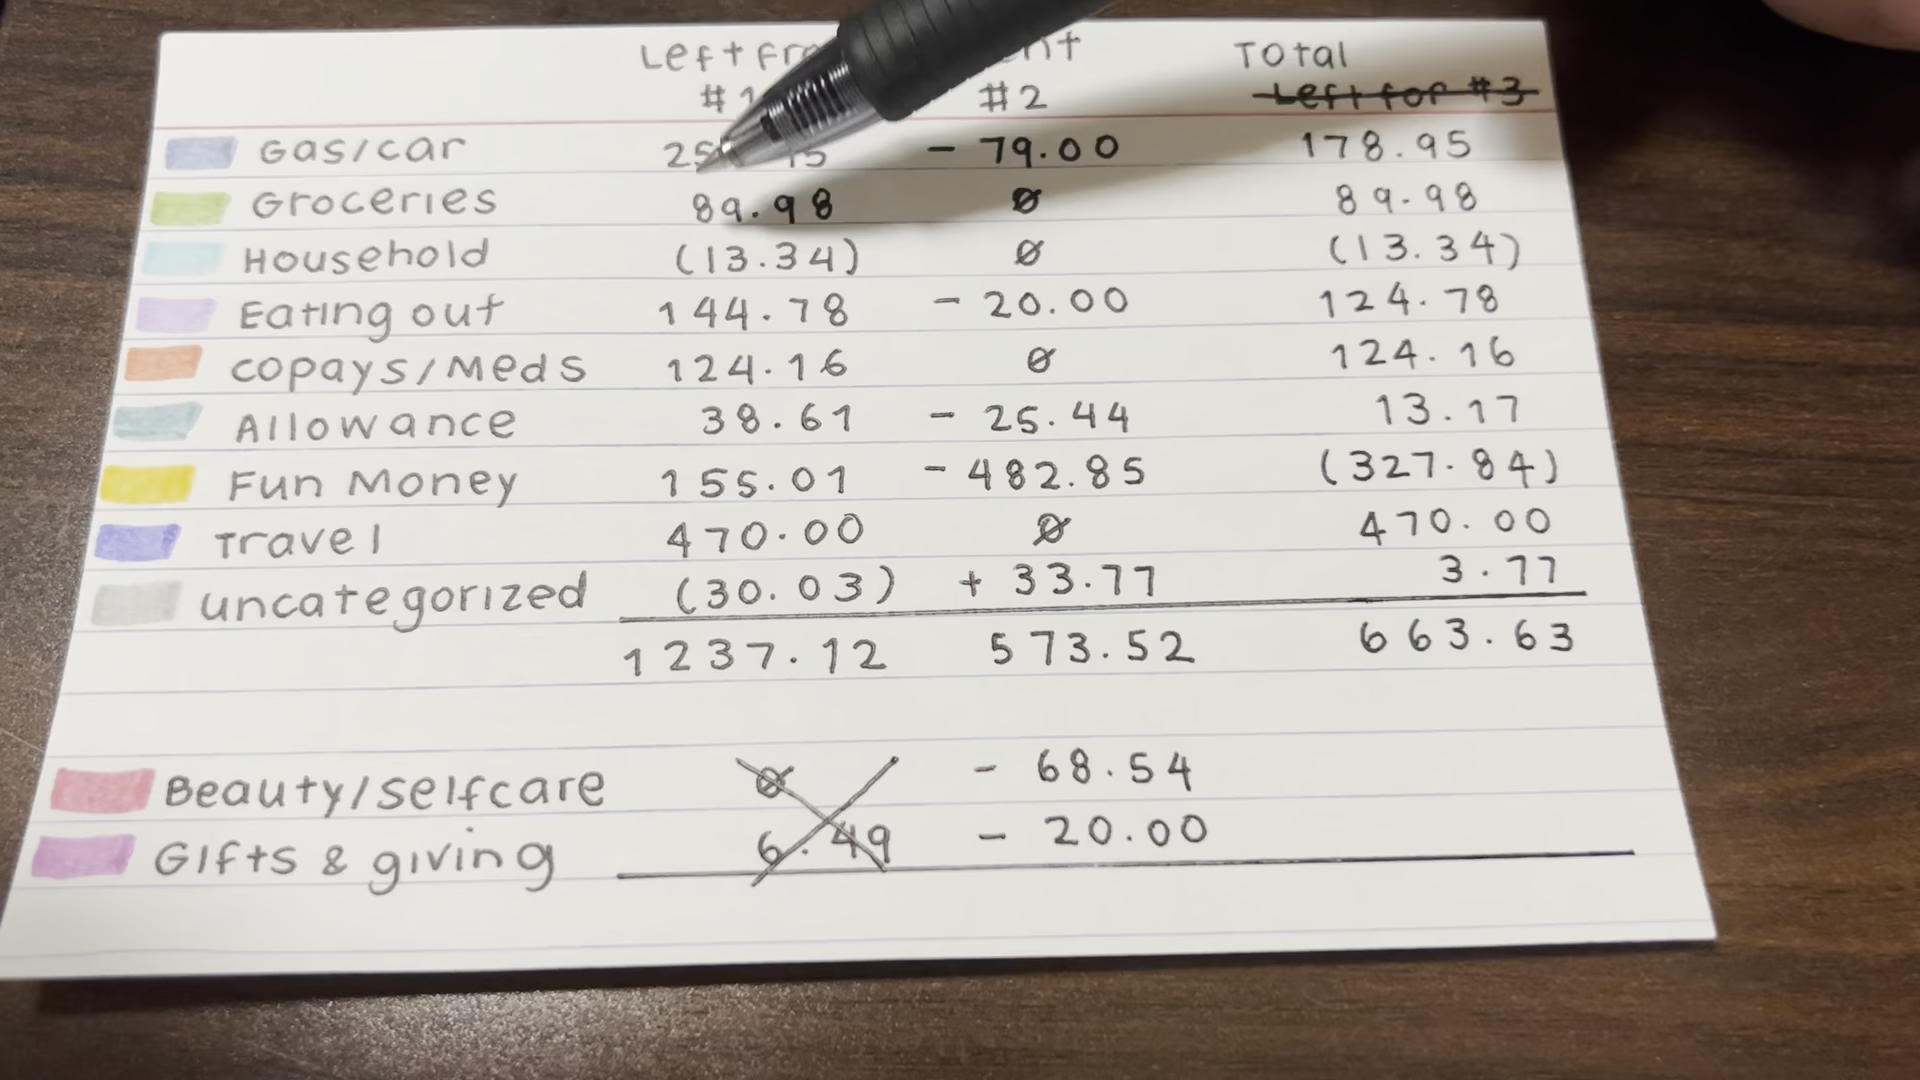 Left #2 Total
#1 Left for #3
Gas/car - 79.00 178.95
Groceries 89.98 Ø 89.98
Household (13.34) Ø (13.34)
Eating out 144.78 - 20.00 124.78
copays/Meds 124.16 Ø 124.16
Allowance 38.61 - 25.44 13.17
Fun Money 155.01 - 482.85 (327.84)
Travel 470.00 Ø 470.00
uncategorized (30.03) + 33.77 3.77
1237.12 573.52 663.63
Beauty/selfcare Ø - 68.54
Gifts & giving 6.49 - 20.00